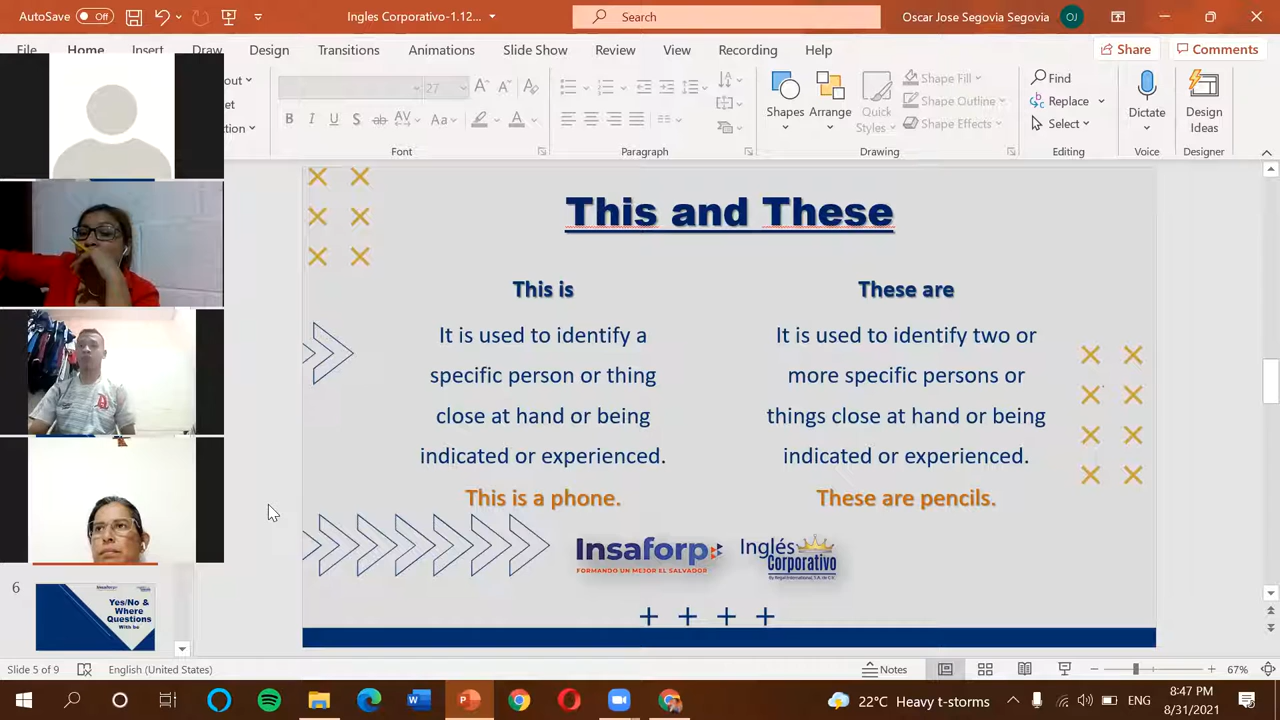 AutoSave Off Ingles Corporativo-1.12... Search Oscar Jose Segovia Segovia OJ
File Home Insert Draw Design Transitions Animations Slide Show Review View Recording Help Share Comments
Shapes Arrange Quick Styles Shape Fill Shape Outline Shape Effects Find Replace Select Dictate Design Ideas
Font Paragraph Drawing Editing Voice Designer
This and These
This is
It is used to identify a
specific person or thing
close at hand or being
indicated or experienced.
This is a phone.
These are
It is used to identify two or
more specific persons or
things close at hand or being
indicated or experienced.
These are pencils.
Insaforp
FORMANDO UN MEJOR EL SALVADOR
Inglés
Corporativo
6
Yes/No &
Where
Questions
With be
Slide 5 of 9 English (United States) Notes 67%
22°C Heavy t-storms ENG 8:47 PM
8/31/2021